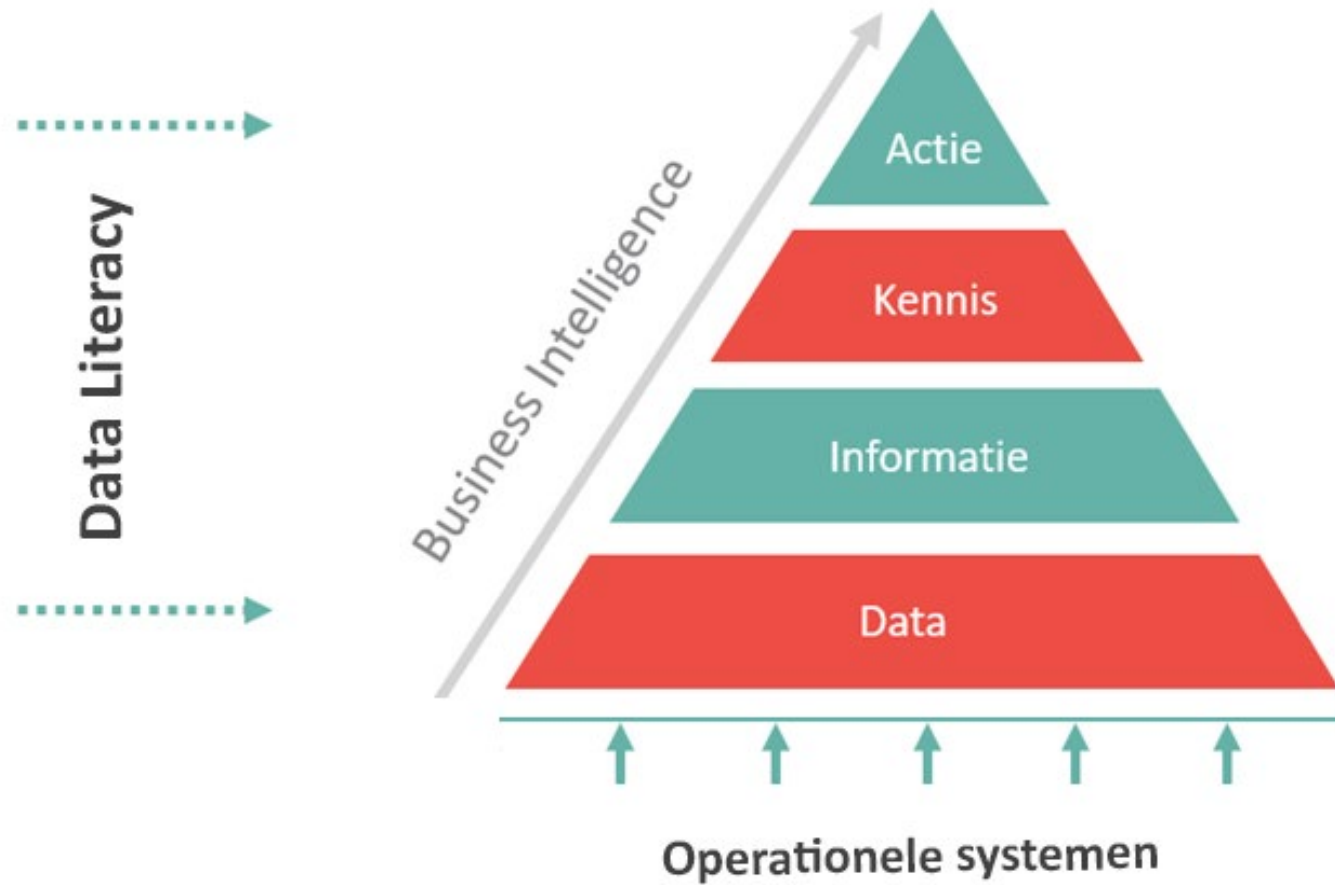 Data Literacy
Business Intelligence
Actie
Kennis
Informatie
Data
Operationele systemen